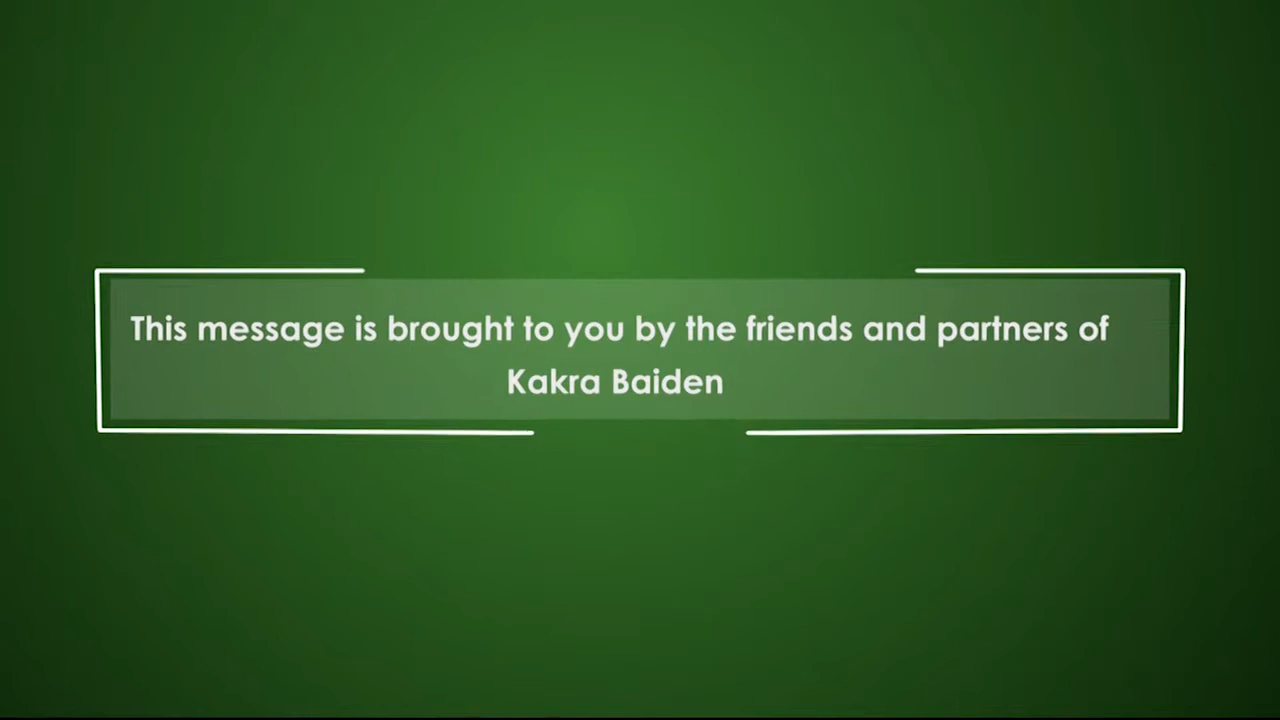 This message is brought to you by the friends and partners of
Kakra Baiden